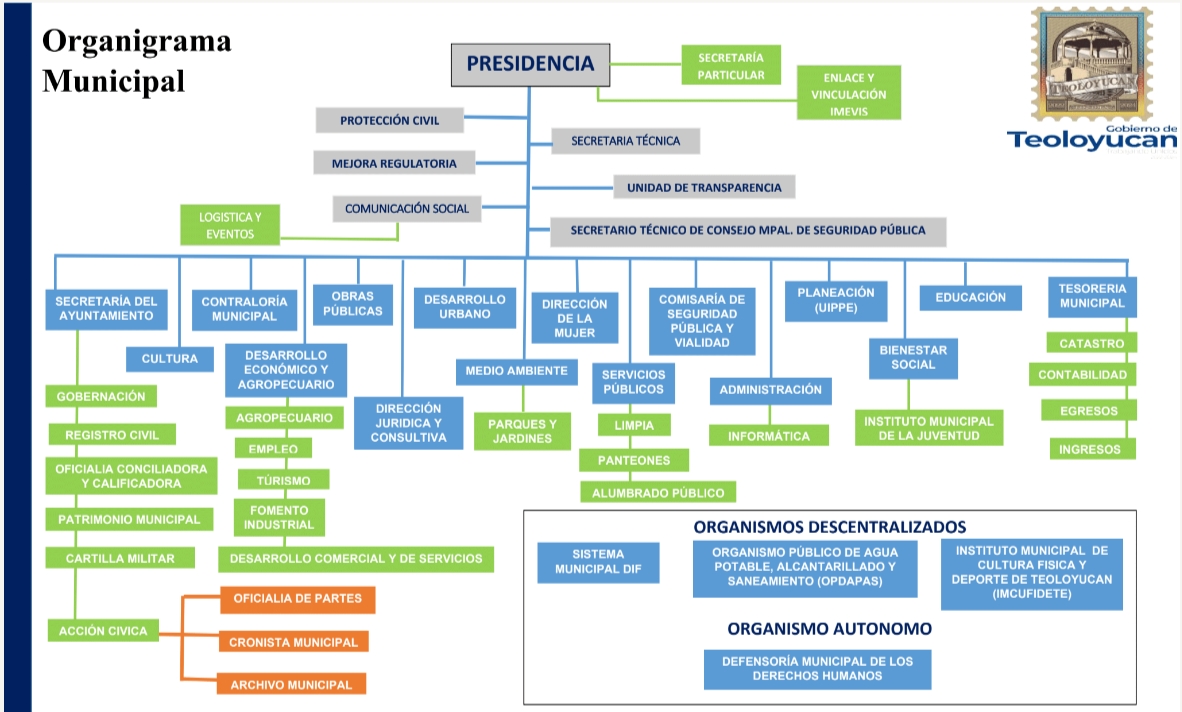 Organigrama
Municipal
PRESIDENCIA
SECRETARÍA
PARTICULAR
ENLACE Y
VINCULACIÓN
IMEVIS
TEOLOYUCAN
Gobierno de
Teoloyucan
PROTECCIÓN CIVIL
SECRETARIA TÉCNICA
MEJORA REGULATORIA
UNIDAD DE TRANSPARENCIA
COMUNICACIÓN SOCIAL
LOGISTICA Y
EVENTOS
SECRETARIO TÉCNICO DE CONSEJO MPAL. DE SEGURIDAD PÚBLICA
SECRETARÍA DEL
AYUNTAMIENTO
CULTURA
CONTRALORÍA
MUNICIPAL
DESARROLLO
ECONÓMICO Y
AGROPECUARIO
OBRAS
PÚBLICAS
DIRECCIÓN
JURIDICA Y
CONSULTIVA
DESARROLLO
URBANO
MEDIO AMBIENTE
DIRECCIÓN
DE LA
MUJER
SERVICIOS
PÚBLICOS
COMISARÍA DE
SEGURIDAD
PÚBLICA Y
VIALIDAD
ADMINISTRACIÓN
PLANEACIÓN
(UIPPE)
BIENESTAR
SOCIAL
EDUCACIÓN
TESORERIA
MUNICIPAL
GOBERNACIÓN
REGISTRO CIVIL
OFICIALIA CONCILIADORA
Y CALIFICADORA
PATRIMONIO MUNICIPAL
CARTILLA MILITAR
ACCIÓN CIVICA
OFICIALIA DE PARTES
CRONISTA MUNICIPAL
ARCHIVO MUNICIPAL
AGROPECUARIO
EMPLEO
TÚRISMO
FOMENTO
INDUSTRIAL
DESARROLLO COMERCIAL Y DE SERVICIOS
PARQUES Y
JARDINES
LIMPIA
PANTEONES
ALUMBRADO PÚBLICO
INFORMÁTICA
INSTITUTO MUNICIPAL
DE LA JUVENTUD
CATASTRO
CONTABILIDAD
EGRESOS
INGRESOS
ORGANISMOS DESCENTRALIZADOS
SISTEMA
MUNICIPAL DIF
ORGANISMO PÚBLICO DE AGUA
POTABLE, ALCANTARILLADO Y
SANEAMIENTO (OPDAPAS)
INSTITUTO MUNICIPAL DE
CULTURA FISICA Y
DEPORTE DE TEOLOYUCAN
(IMCUFIDETE)
ORGANISMO AUTONOMO
DEFENSORÍA MUNICIPAL DE LOS
DERECHOS HUMANOS